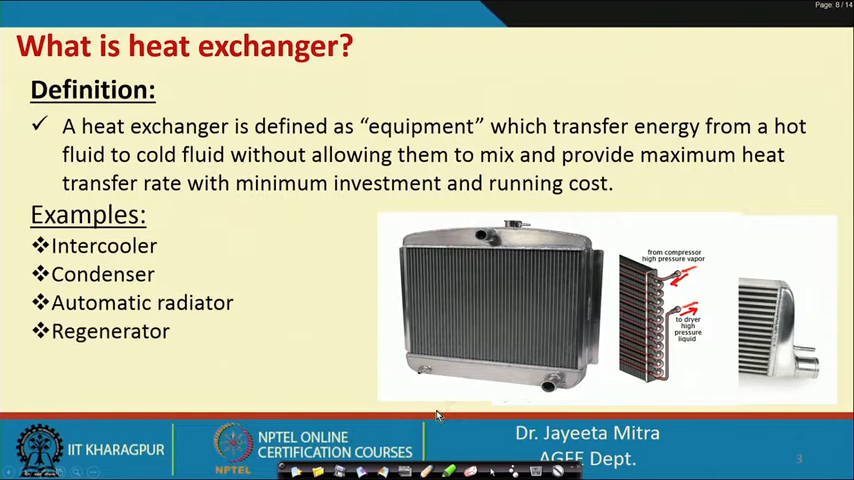 Page: 8 / 14
What is heat exchanger?
Definition:
✓ A heat exchanger is defined as “equipment” which transfer energy from a hot
fluid to cold fluid without allowing them to mix and provide maximum heat
transfer rate with minimum investment and running cost.
Examples:
❖Intercooler
❖Condenser
❖Automatic radiator
❖Regenerator
from compressor
high pressure vapor
to dryer
high
pressure
liquid
IIT KHARAGPUR
NPTEL
NPTEL ONLINE
CERTIFICATION COURSES
Dr. Jayeeta Mitra
AGFE Dept.
3